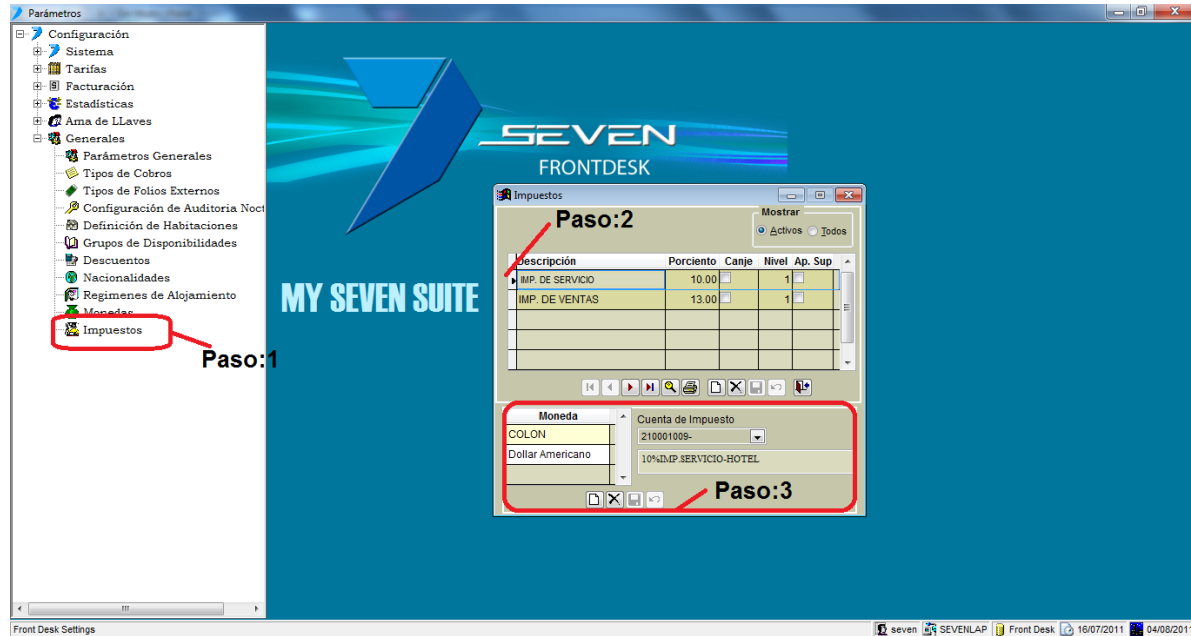 Parámetros
Configuración
Sistema
Tarifas
Facturación
Estadísticas
Ama de LLaves
Generales
Parámetros Generales
Tipos de Cobros
Tipos de Folios Externos
Configuración de Auditoria Noct
Definición de Habitaciones
Grupos de Disponibilidades
Descuentos
Nacionalidades
Regimenes de Alojamiento
Monedas
Impuestos
Paso:1
SEVEN
FRONTDESK
MY SEVEN SUITE
Impuestos
Paso:2
Mostrar
Activos Todos
Descripción Porciento Canje Nivel Ap. Sup
IMP. DE SERVICIO 10.00 1
IMP. DE VENTAS 13.00 1
Moneda
COLON
Dollar Americano
Cuenta de Impuesto
210001009-
10%IMP.SERVICIO-HOTEL
Paso:3
Front Desk Settings
seven SEVENLAP Front Desk 16/07/2011 04/08/2011